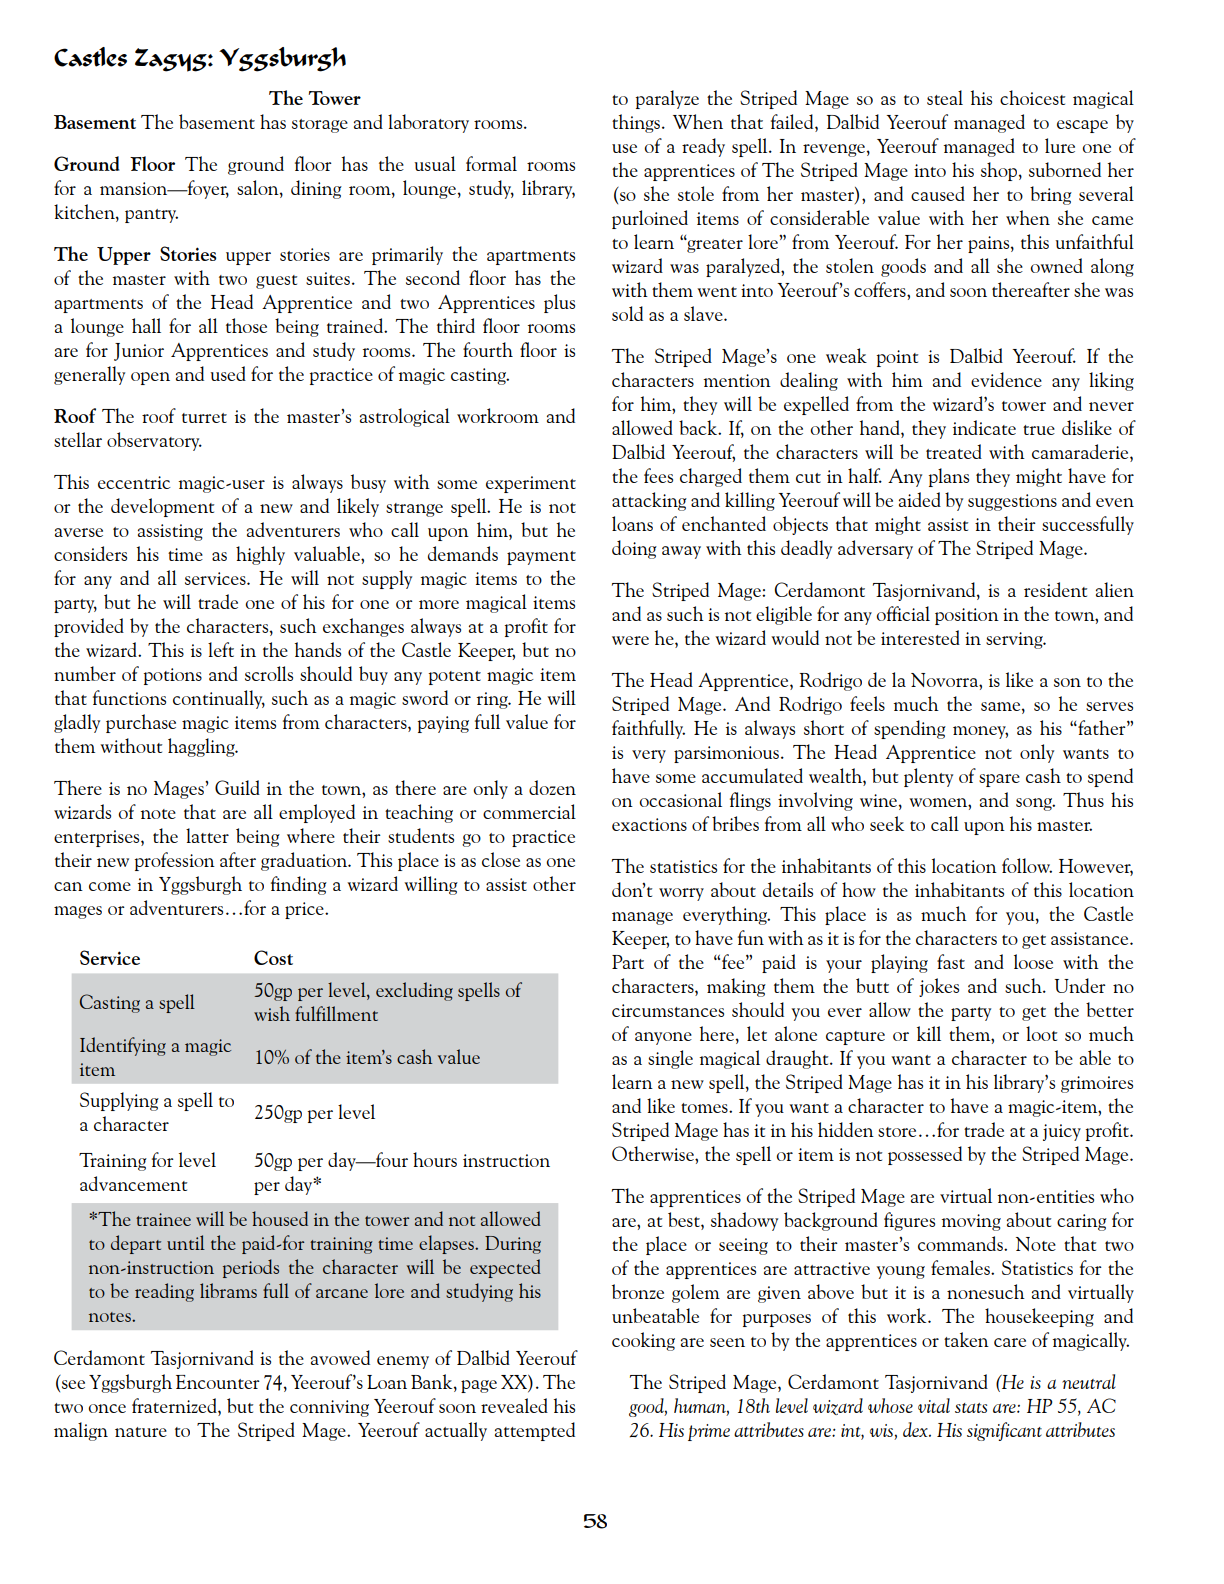 Castles Zagyg: Yggsburgh
The Tower
Basement The basement has storage and laboratory rooms.
Ground Floor The ground floor has the usual formal rooms
for a mansion—foyer, salon, dining room, lounge, study, library,
kitchen, pantry.
The Upper Stories upper stories are primarily the apartments
of the master with two guest suites. The second floor has the
apartments of the Head Apprentice and two Apprentices plus
a lounge hall for all those being trained. The third floor rooms
are for Junior Apprentices and study rooms. The fourth floor is
generally open and used for the practice of magic casting.
Roof The roof turret is the master's astrological workroom and
stellar observatory.
This eccentric magic-user is always busy with some experiment
or the development of a new and likely strange spell. He is not
averse to assisting the adventurers who call upon him, but he
considers his time as highly valuable, so he demands payment
for any and all services. He will not supply magic items to the
party, but he will trade one of his for one or more magical items
provided by the characters, such exchanges always at a profit for
the wizard. This is left in the hands of the Castle Keeper, but no
number of potions and scrolls should buy any potent magic item
that functions continually, such as a magic sword or ring. He will
gladly purchase magic items from characters, paying full value for
them without haggling.
There is no Mages' Guild in the town, as there are only a dozen
wizards of note that are all employed in teaching or commercial
enterprises, the latter being where their students go to practice
their new profession after graduation. This place is as close as one
can come in Yggsburgh to finding a wizard willing to assist other
mages or adventurers…for a price.
Service Cost
Casting a spell 50gp per level, excluding spells of
wish fulfillment
Identifying a magic
item 10% of the item's cash value
Supplying a spell to
a character 250gp per level
Training for level 50gp per day—four hours instruction
advancement per day*
*The trainee will be housed in the tower and not allowed
to depart until the paid-for training time elapses. During
non-instruction periods the character will be expected
to be reading librams full of arcane lore and studying his
notes.
Cerdamont Tasjornivand is the avowed enemy of Dalbid Yeerouf
(see Yggsburgh Encounter 74, Yeerouf's Loan Bank, page XX). The
two once fraternized, but the conniving Yeerouf soon revealed his
malign nature to The Striped Mage. Yeerouf actually attempted
to paralyze the Striped Mage so as to steal his choicest magical
things. When that failed, Dalbid Yeerouf managed to escape by
use of a ready spell. In revenge, Yeerouf managed to lure one of
the apprentices of The Striped Mage into his shop, suborned her
(so she stole from her master), and caused her to bring several
purloined items of considerable value with her when she came
to learn “greater lore” from Yeerouf. For her pains, this unfaithful
wizard was paralyzed, the stolen goods and all she owned along
with them went into Yeerouf's coffers, and soon thereafter she was
sold as a slave.
The Striped Mage's one weak point is Dalbid Yeerouf. If the
characters mention dealing with him and evidence any liking
for him, they will be expelled from the wizard's tower and never
allowed back. If, on the other hand, they indicate true dislike of
Dalbid Yeerouf, the characters will be treated with camaraderie,
the fees charged them cut in half. Any plans they might have for
attacking and killing Yeerouf will be aided by suggestions and even
loans of enchanted objects that might assist in their successfully
doing away with this deadly adversary of The Striped Mage.
The Striped Mage: Cerdamont Tasjornivand, is a resident alien
and as such is not eligible for any official position in the town, and
were he, the wizard would not be interested in serving.
The Head Apprentice, Rodrigo de la Novorra, is like a son to the
Striped Mage. And Rodrigo feels much the same, so he serves
faithfully. He is always short of spending money, as his “father”
is very parsimonious. The Head Apprentice not only wants to
have some accumulated wealth, but plenty of spare cash to spend
on occasional flings involving wine, women, and song. Thus his
exactions of bribes from all who seek to call upon his master.
The statistics for the inhabitants of this location follow. However,
don't worry about details of how the inhabitants of this location
manage everything. This place is as much for you, the Castle
Keeper, to have fun with as it is for the characters to get assistance.
Part of the “fee” paid is your playing fast and loose with the
characters, making them the butt of jokes and such. Under no
circumstances should you ever allow the party to get the better
of anyone here, let alone capture or kill them, or loot so much
as a single magical draught. If you want a character to be able to
learn a new spell, the Striped Mage has it in his library's grimoires
and like tomes. If you want a character to have a magic-item, the
Striped Mage has it in his hidden store…for trade at a juicy profit.
Otherwise, the spell or item is not possessed by the Striped Mage.
The apprentices of the Striped Mage are virtual non-entities who
are, at best, shadowy background figures moving about caring for
the place or seeing to their master's commands. Note that two
of the apprentices are attractive young females. Statistics for the
bronze golem are given above but it is a nonesuch and virtually
unbeatable for purposes of this work. The housekeeping and
cooking are seen to by the apprentices or taken care of magically.
The Striped Mage, Cerdamont Tasjornivand (He is a neutral
good, human, 18th level wizard whose vital stats are: HP 55, AC
26. His prime attributes are: int, wis, dex. His significant attributes
58